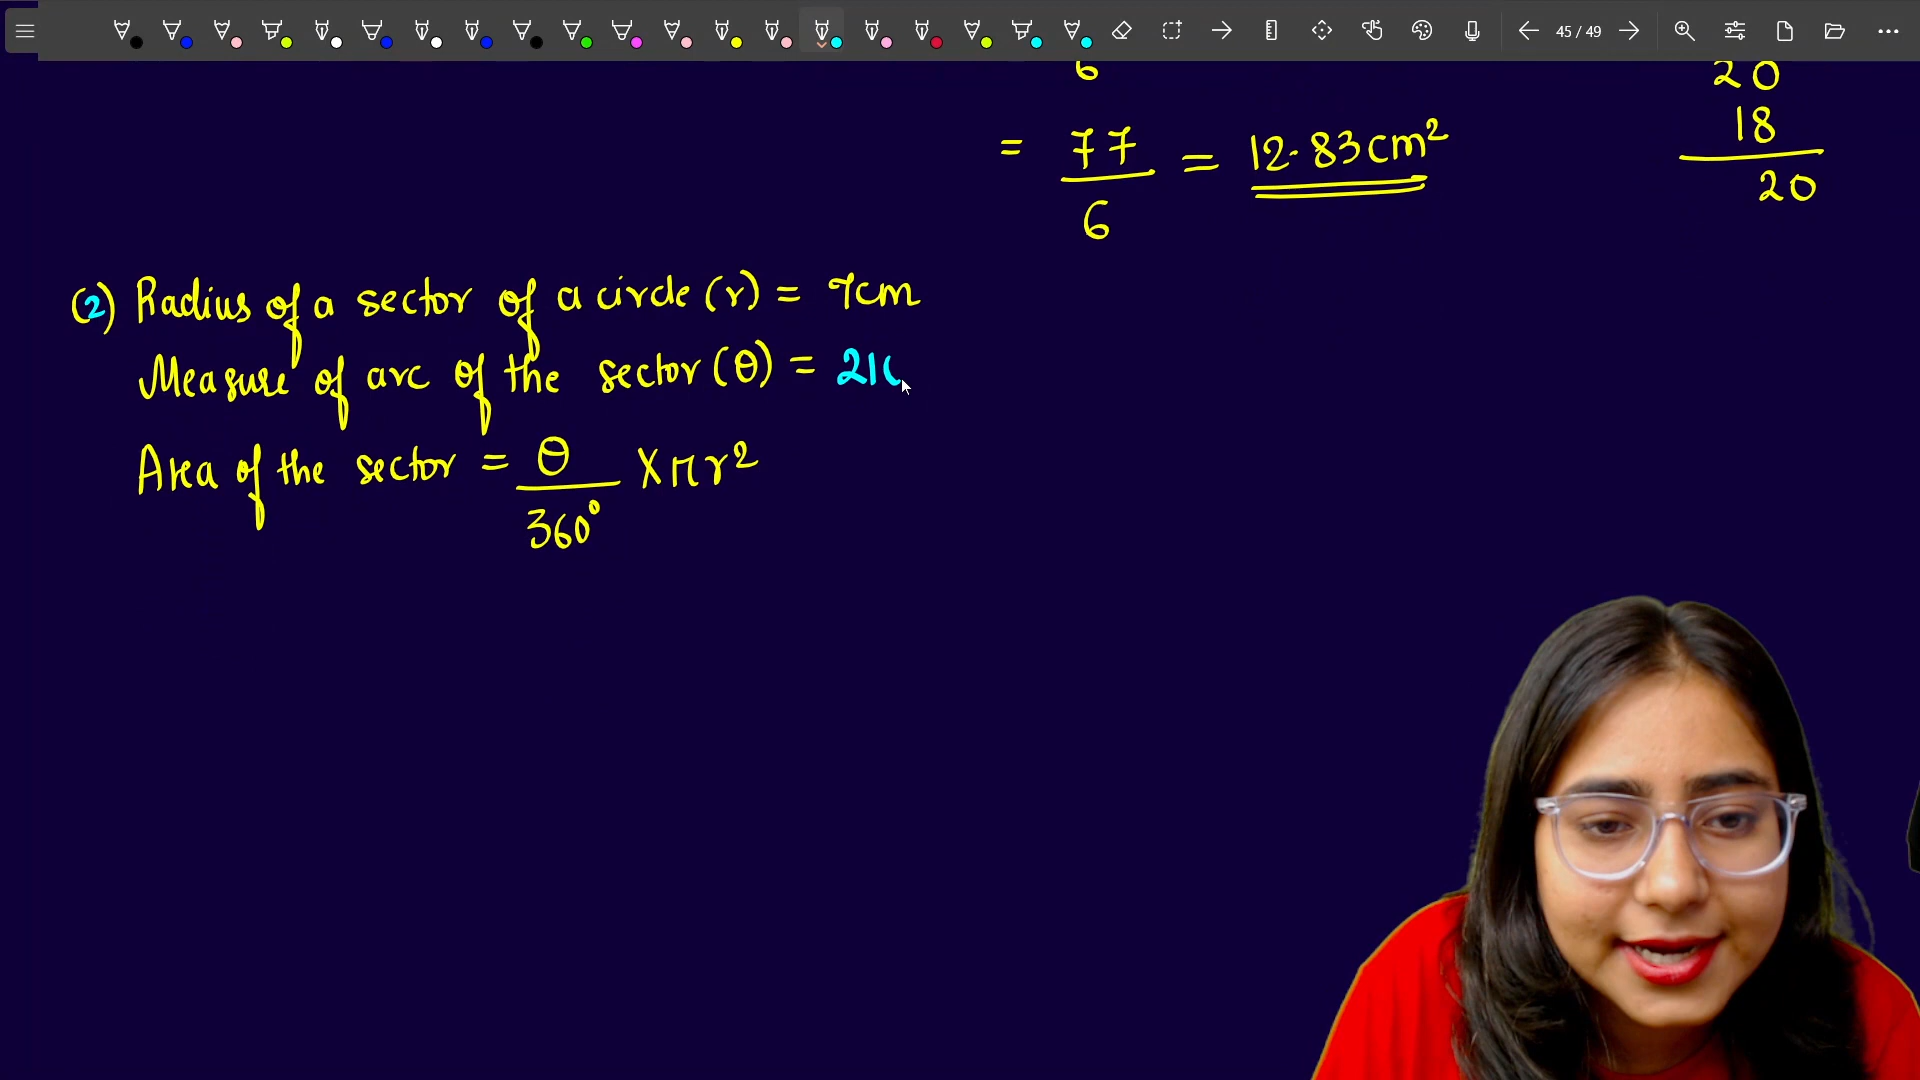 45 / 49
6
20
18
20
= 77/6 = 12.83cm²
(2) Radius of a sector of a circle (r) = 7cm
Measure of arc of the sector (θ) = 210
Area of the sector = θ/360° × πr²